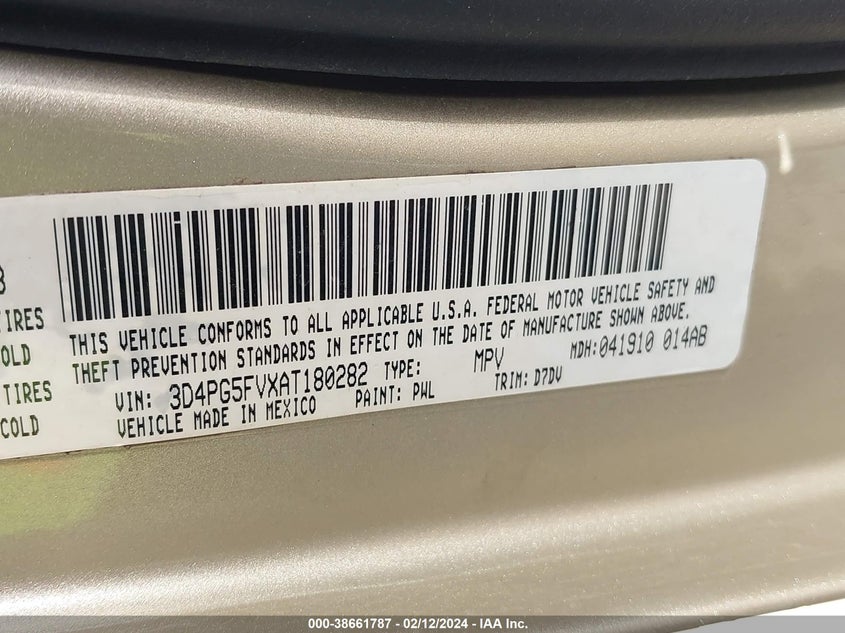 8
TIRES
COLD
TIRES
COLD
THIS VEHICLE CONFORMS TO ALL APPLICABLE U.S.A. FEDERAL MOTOR VEHICLE SAFETY AND
THEFT PREVENTION STANDARDS IN EFFECT ON THE DATE OF MANUFACTURE SHOWN ABOVE.
VIN: 3D4PG5FVXAT180282 TYPE: MPV MDH:041910 014AB
VEHICLE MADE IN MEXICO PAINT: PWL TRIM: D7DV
000-38661787 - 02/12/2024 - IAA Inc.